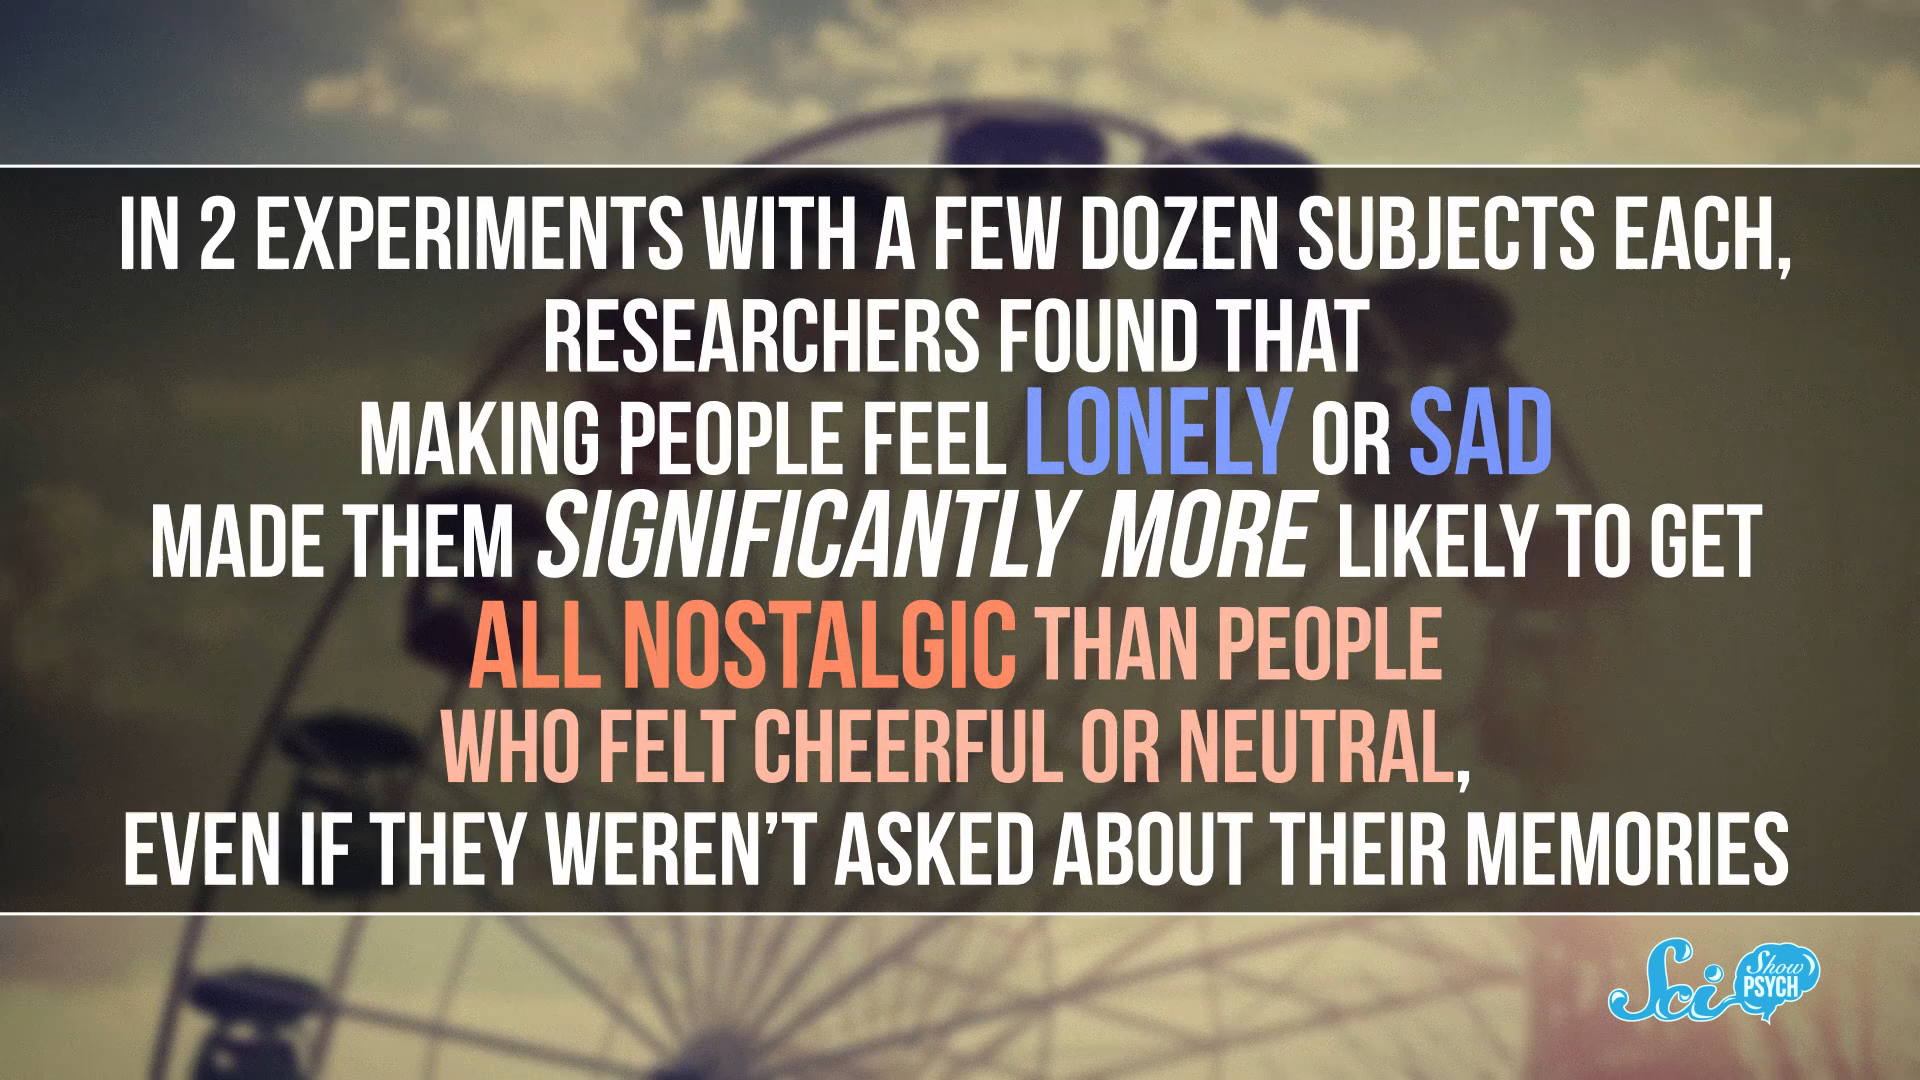 IN 2 EXPERIMENTS WITH A FEW DOZEN SUBJECTS EACH,
RESEARCHERS FOUND THAT
MAKING PEOPLE FEEL LONELY OR SAD
MADE THEM SIGNIFICANTLY MORE LIKELY TO GET
ALL NOSTALGIC THAN PEOPLE
WHO FELT CHEERFUL OR NEUTRAL,
EVEN IF THEY WEREN'T ASKED ABOUT THEIR MEMORIES
Sci Show
PSYCH